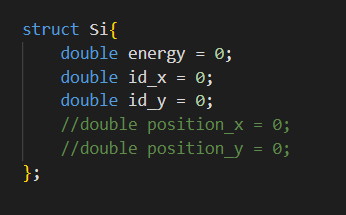 struct Si{
    double energy = 0;
    double id_x = 0;
    double id_y = 0;
    //double position_x = 0;
    //double position_y = 0;
};